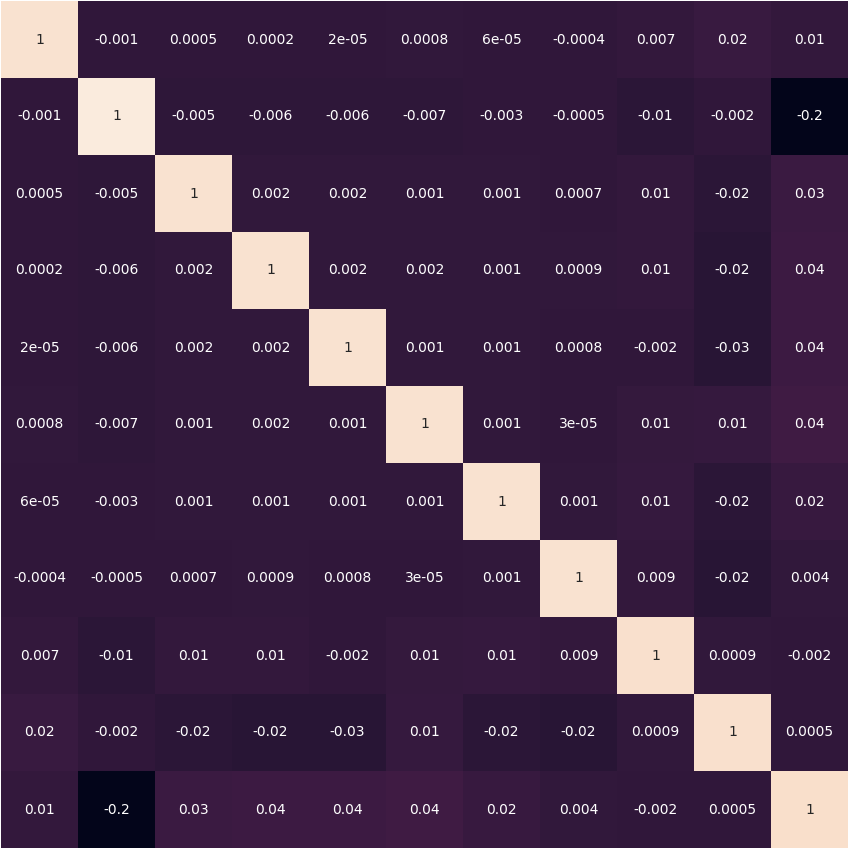 1 -0.001 0.0005 0.0002 2e-05 0.0008 6e-05 -0.0004 0.007 0.02 0.01
-0.001 1 -0.005 -0.006 -0.006 -0.007 -0.003 -0.0005 -0.01 -0.002 -0.2
0.0005 -0.005 1 0.002 0.002 0.001 0.001 0.0007 0.01 -0.02 0.03
0.0002 -0.006 0.002 1 0.002 0.002 0.001 0.0009 0.01 -0.02 0.04
2e-05 -0.006 0.002 0.002 1 0.001 0.001 0.0008 -0.002 -0.03 0.04
0.0008 -0.007 0.001 0.002 0.001 1 0.001 3e-05 0.01 0.01 0.04
6e-05 -0.003 0.001 0.001 0.001 0.001 1 0.001 0.01 -0.02 0.02
-0.0004 -0.0005 0.0007 0.0009 0.0008 3e-05 0.001 1 0.009 -0.02 0.004
0.007 -0.01 0.01 0.01 -0.002 0.01 0.01 0.009 1 0.0009 -0.002
0.02 -0.002 -0.02 -0.02 -0.03 0.01 -0.02 -0.02 0.0009 1 0.0005
0.01 -0.2 0.03 0.04 0.04 0.04 0.02 0.004 -0.002 0.0005 1